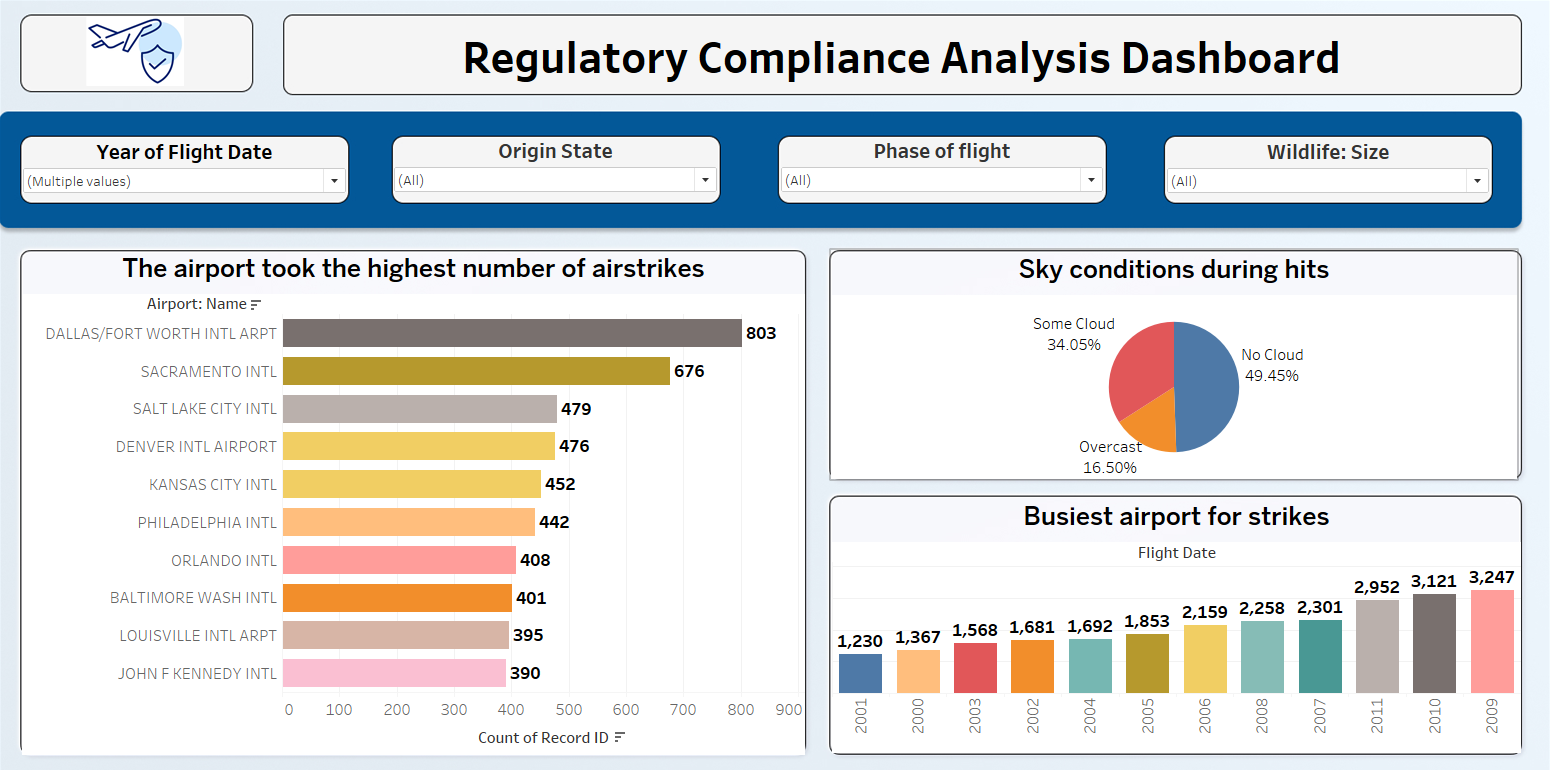 Regulatory Compliance Analysis Dashboard
Year of Flight Date
(Multiple values)
Origin State
(All)
Phase of flight
(All)
Wildlife: Size
(All)
The airport took the highest number of airstrikes
Airport: Name
DALLAS/FORT WORTH INTL ARPT 803
SACRAMENTO INTL 676
SALT LAKE CITY INTL 479
DENVER INTL AIRPORT 476
KANSAS CITY INTL 452
PHILADELPHIA INTL 442
ORLANDO INTL 408
BALTIMORE WASH INTL 401
LOUISVILLE INTL ARPT 395
JOHN F KENNEDY INTL 390
0 100 200 300 400 500 600 700 800 900
Count of Record ID
Sky conditions during hits
Some Cloud
34.05%
No Cloud
49.45%
Overcast
16.50%
Busiest airport for strikes
Flight Date
1,230 1,367 1,568 1,681 1,692 1,853 2,159 2,258 2,301 2,952 3,121 3,247
2001 2000 2003 2002 2004 2005 2006 2008 2007 2011 2010 2009